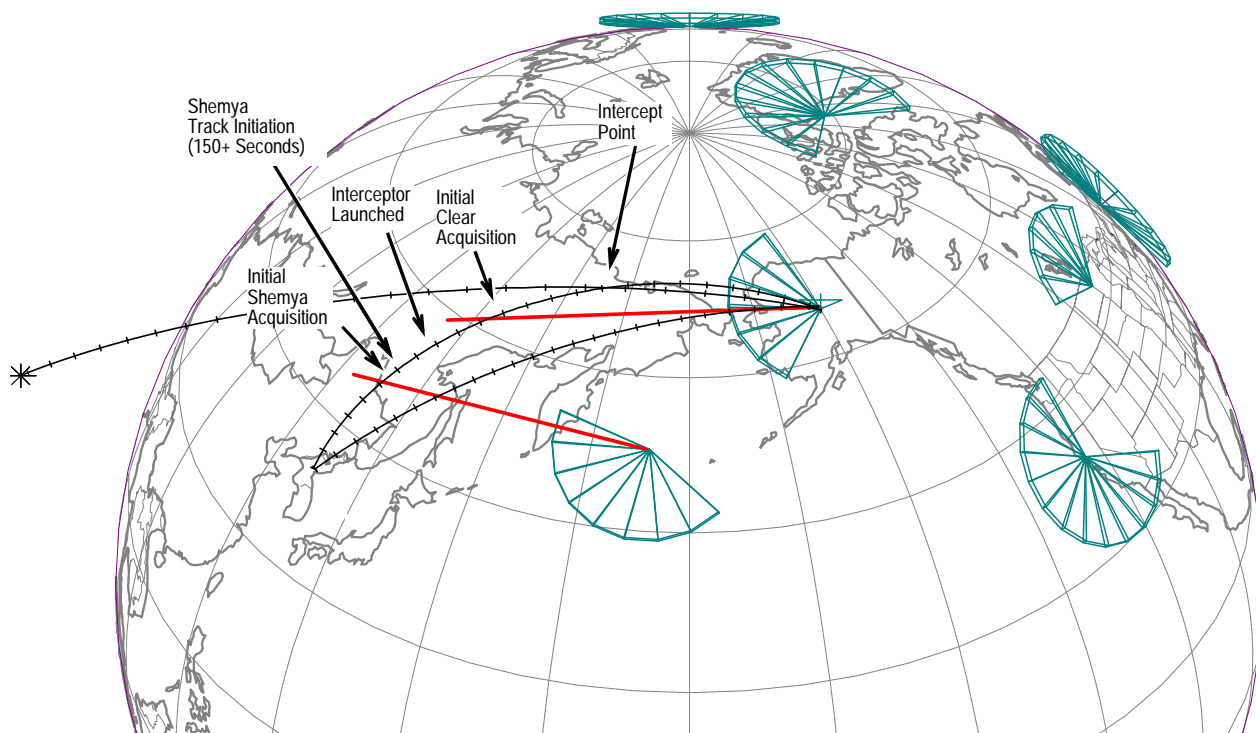 Shemya
Track Initiation
(150+ Seconds)
Intercept
Point
Interceptor
Launched
Initial
Clear
Acquisition
Initial
Shemya
Acquisition